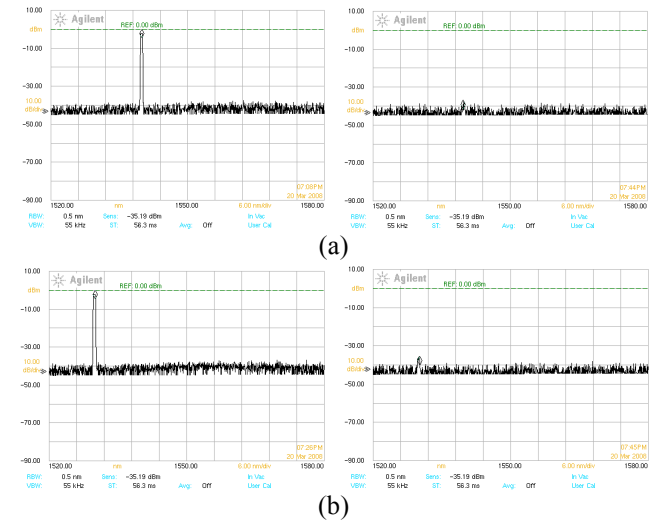 10.00
Agilent
REF: 0.00 dBm
dBm
-10.00
-30.00
10.00
dB/div
-50.00
-70.00
07:08PM
20 Mar 2008
-90.00
1520.00 nm 1550.00 6.00 nm/div 1580.00
RBW: 0.5 nm Sens: -35.19 dBm In Vac
VBW: 55 kHz ST: 56.3 ms Avg: Off User Cal
10.00
Agilent
REF: 0.00 dBm
dBm
-10.00
-30.00
10.00
dB/div
-50.00
-70.00
07:44PM
20 Mar 2008
-90.00
1520.00 nm 1550.00 6.00 nm/div 1580.00
RBW: 0.5 nm Sens: -35.19 dBm In Vac
VBW: 55 kHz ST: 56.3 ms Avg: Off User Cal
(a)
10.00
Agilent
REF: 0.00 dBm
dBm
-10.00
-30.00
10.00
dB/div
-50.00
-70.00
07:26PM
20 Mar 2008
-90.00
1520.00 nm 1550.00 6.00 nm/div 1580.00
RBW: 0.5 nm Sens: -35.19 dBm In Vac
VBW: 55 kHz ST: 56.3 ms Avg: Off User Cal
10.00
Agilent
REF: 0.00 dBm
dBm
-10.00
-30.00
10.00
dB/div
-50.00
-70.00
07:45PM
20 Mar 2008
-90.00
1520.00 nm 1550.00 6.00 nm/div 1580.00
RBW: 0.5 nm Sens: -35.19 dBm In Vac
VBW: 55 kHz ST: 56.3 ms Avg: Off User Cal
(b)